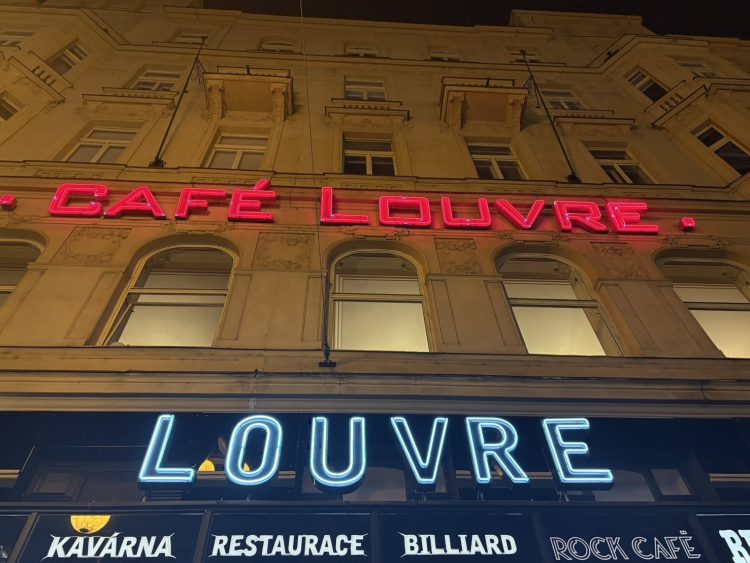 · CAFÉ LOUVRE ·
LOUVRE
KAVÁRNA RESTAURACE BILLIARD ROCK CAFÉ